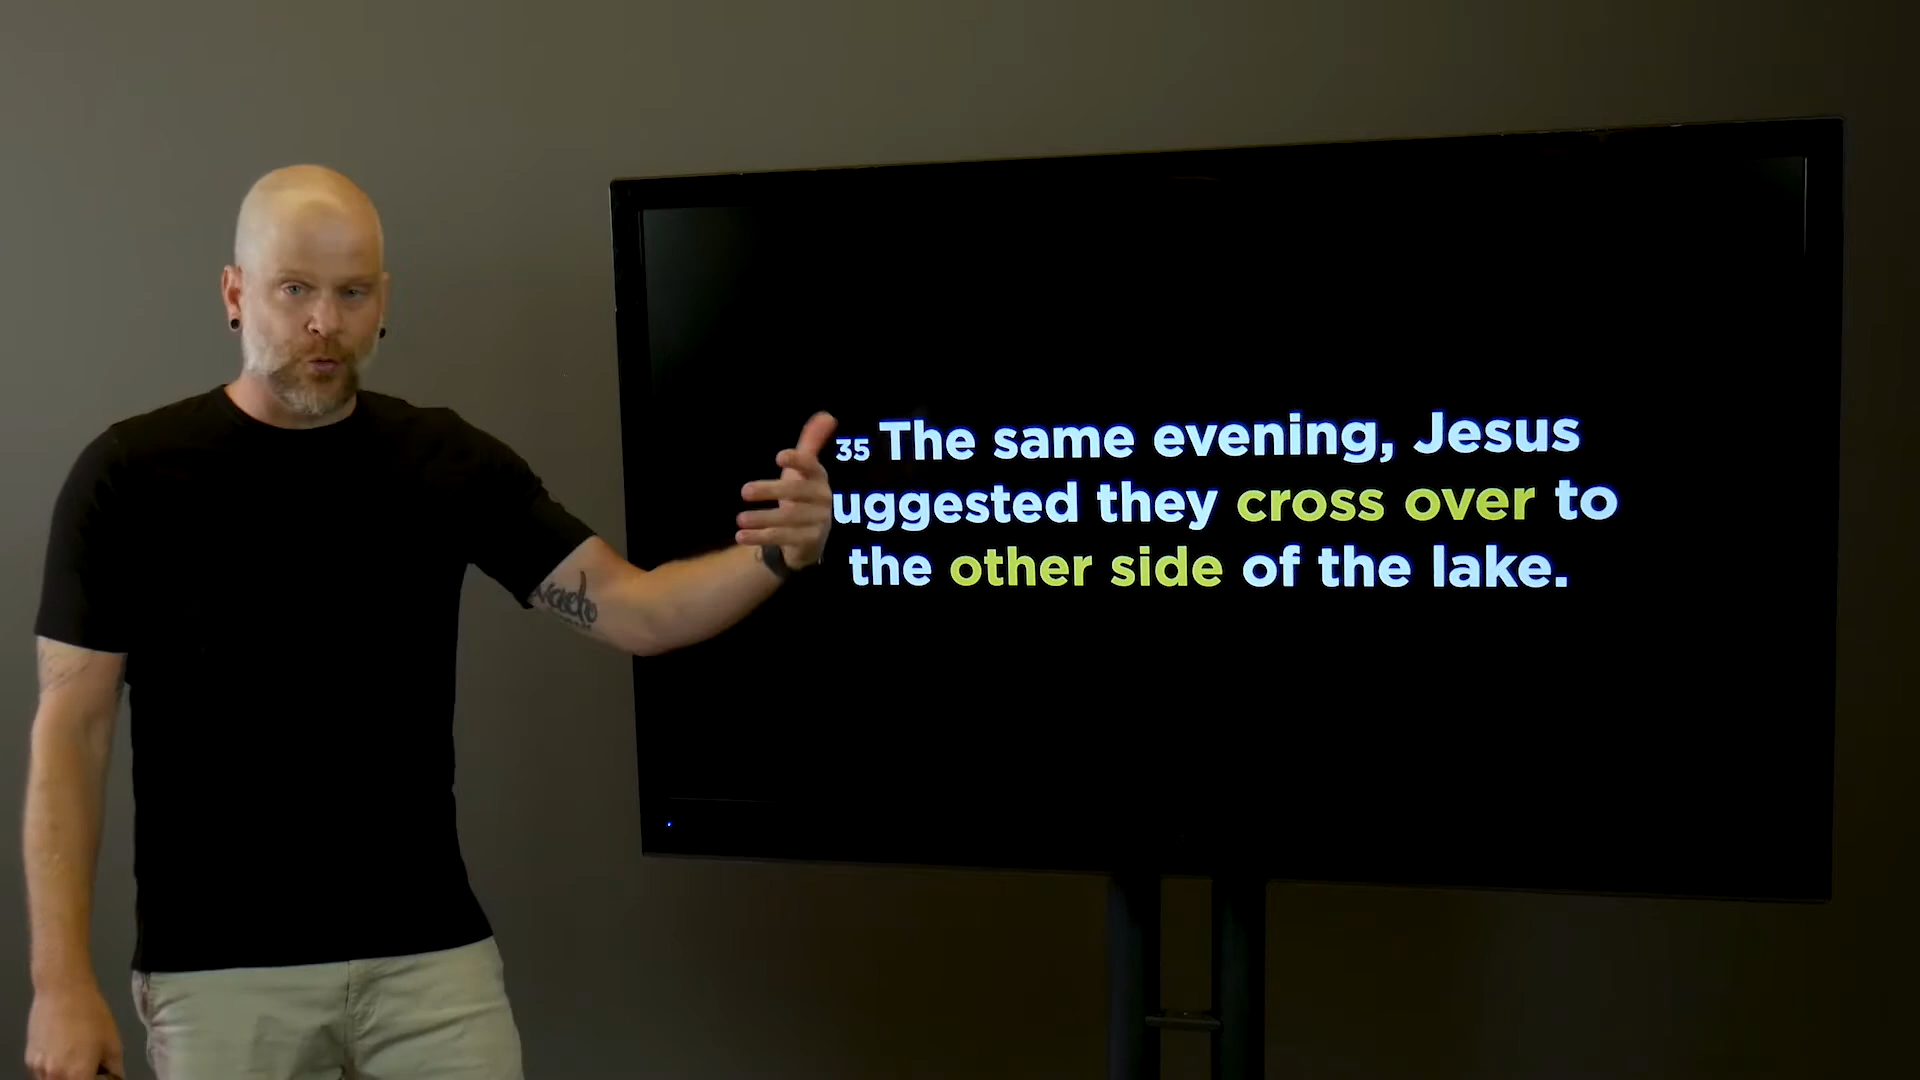 35 The same evening, Jesus
uggested they cross over to
the other side of the lake.